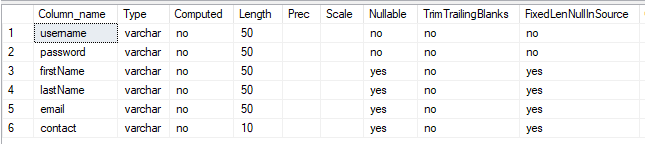 Column_name Type Computed Length Prec Scale Nullable TrimTrailingBlanks FixedLenNullInSource
1 username varchar no 50 no no no
2 password varchar no 50 no no no
3 firstName varchar no 50 yes no yes
4 lastName varchar no 50 yes no yes
5 email varchar no 50 yes no yes
6 contact varchar no 10 yes no yes